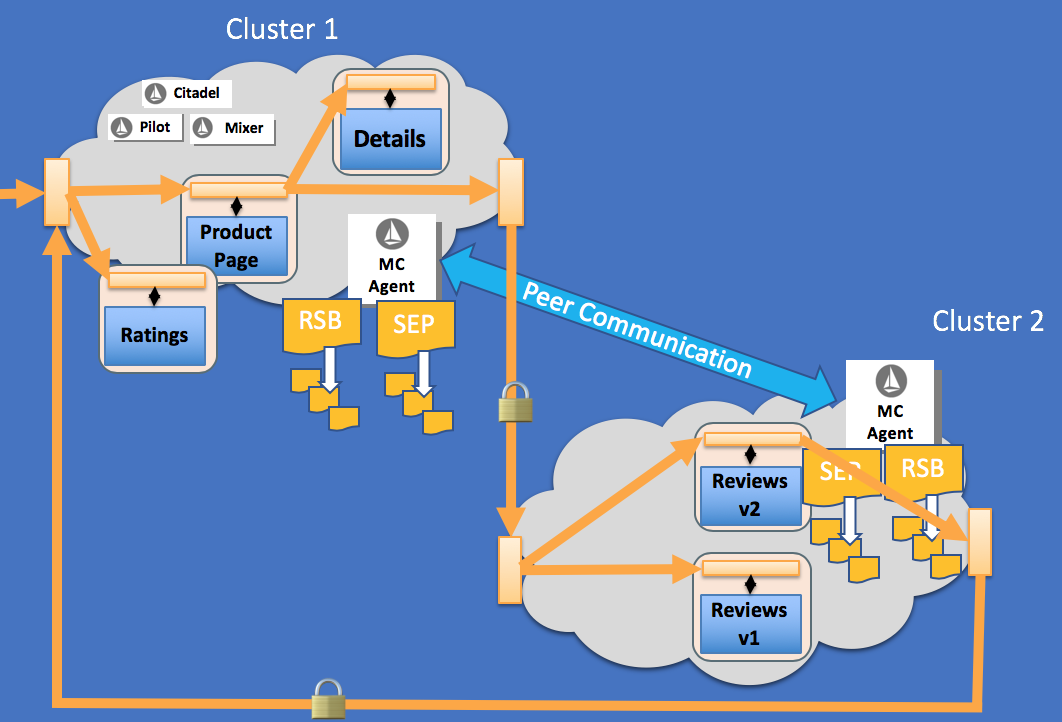 Cluster 1
Citadel
Pilot
Mixer
Details
Product
Page
MC
Agent
Ratings
RSB
SEP
Peer Communication
Cluster 2
MC
Agent
Reviews
v2
SEP
RSB
Reviews
v1